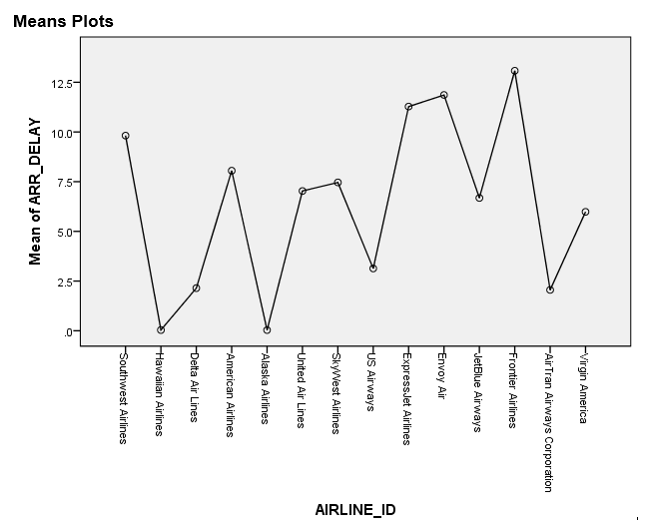 Means Plots
Mean of ARR_DELAY
12.5
10.0
7.5
5.0
2.5
.0
Southwest Airlines
Hawaiian Airlines
Delta Air Lines
American Airlines
Alaska Airlines
United Air Lines
SkyWest Airlines
US Airways
ExpressJet Airlines
Envoy Air
JetBlue Airways
Frontier Airlines
AirTran Airways Corporation
Virgin America
AIRLINE_ID